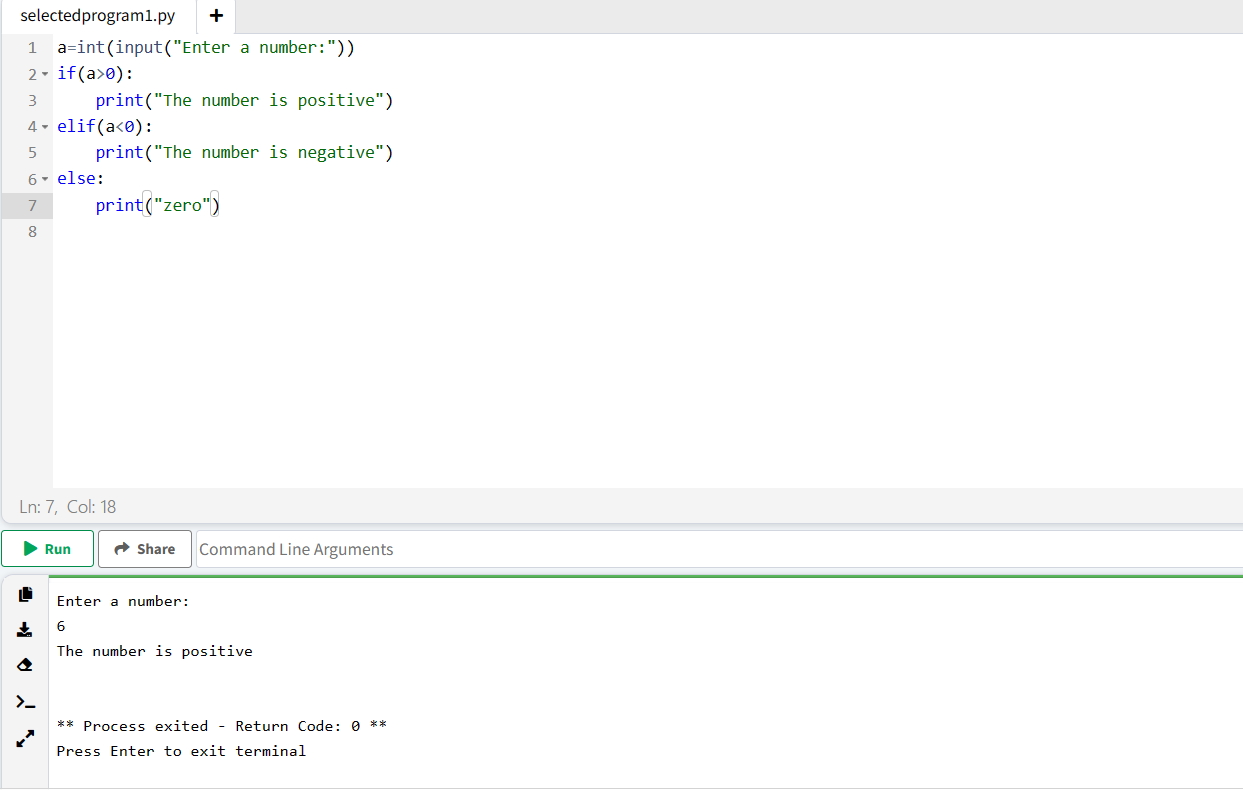 selectedprogram1.py +
1 a=int(input("Enter a number:"))
2 if(a>0):
3     print("The number is positive")
4 elif(a<0):
5     print("The number is negative")
6 else:
7     print("zero")
8
Ln: 7, Col: 18
Run Share Command Line Arguments
Enter a number:
6
The number is positive
** Process exited - Return Code: 0 **
Press Enter to exit terminal